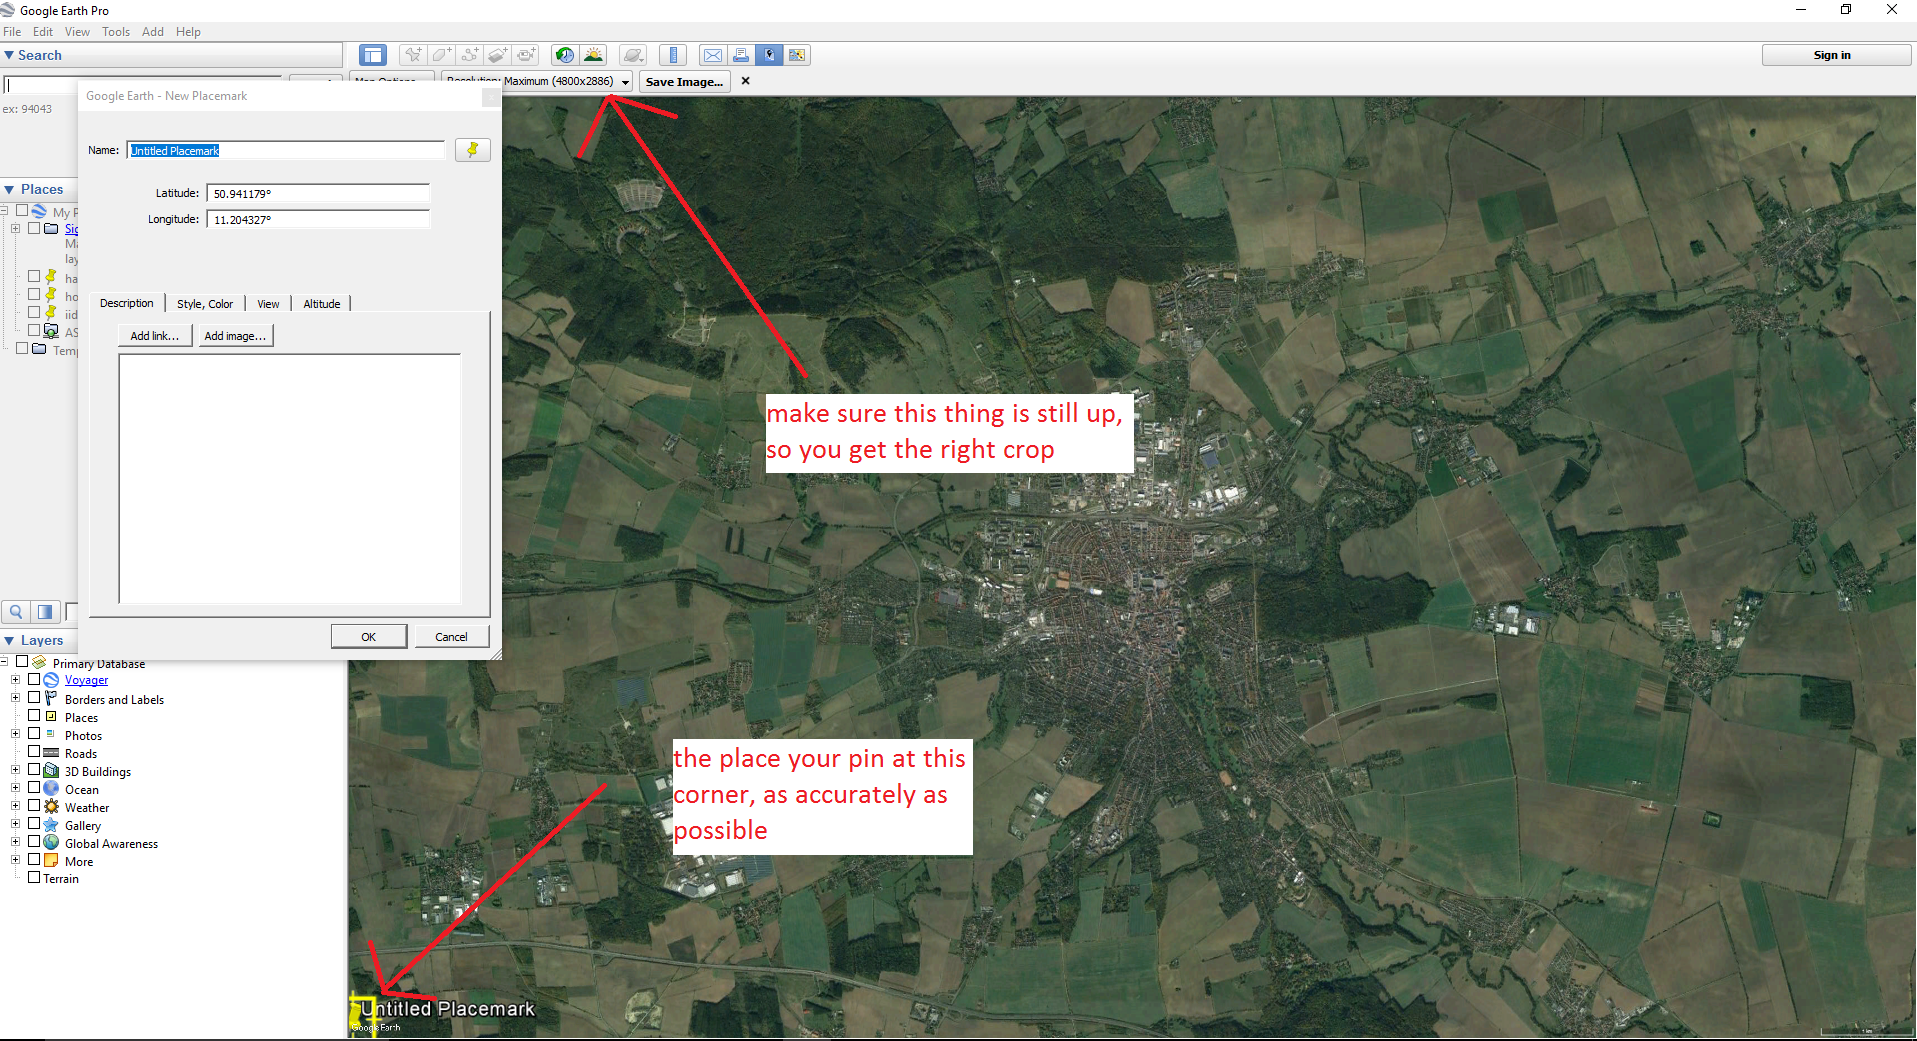 Google Earth Pro
File Edit View Tools Add Help
Search
Sign in
Resolution: Maximum (4800x2886)
Save Image...
ex: 94043
Google Earth - New Placemark
Name: Untitled Placemark
Latitude: 50.941179°
Longitude: 11.204327°
Places
My P
Sig
Ma
lay
ha
ho
iid
AS
Temp
Description Style, Color View Altitude
Add link... Add image...
make sure this thing is still up,
so you get the right crop
OK Cancel
Layers
Primary Database
Voyager
Borders and Labels
Places
Photos
Roads
3D Buildings
Ocean
Weather
Gallery
Global Awareness
More
Terrain
the place your pin at this
corner, as accurately as
possible
Untitled Placemark
Google Earth
1 km